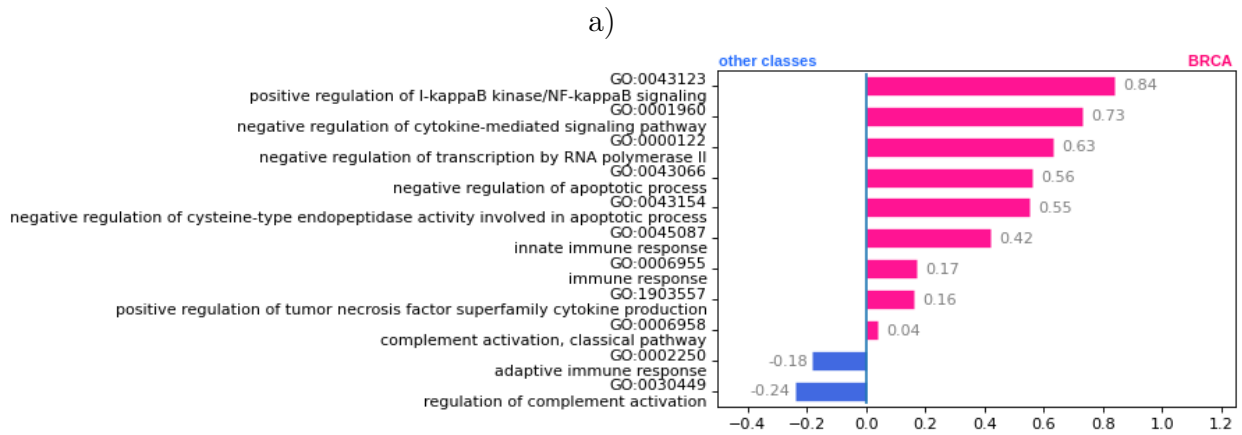 a)
other classes
BRCA
GO:0043123
positive regulation of I-kappaB kinase/NF-kappaB signaling
0.84
GO:0001960
negative regulation of cytokine-mediated signaling pathway
0.73
GO:0000122
negative regulation of transcription by RNA polymerase II
0.63
GO:0043066
negative regulation of apoptotic process
0.56
GO:0043154
negative regulation of cysteine-type endopeptidase activity involved in apoptotic process
0.55
GO:0045087
innate immune response
0.42
GO:0006955
immune response
0.17
GO:1903557
positive regulation of tumor necrosis factor superfamily cytokine production
0.16
GO:0006958
complement activation, classical pathway
0.04
GO:0002250
adaptive immune response
-0.18
GO:0030449
regulation of complement activation
-0.24
−0.4 −0.2 0.0 0.2 0.4 0.6 0.8 1.0 1.2